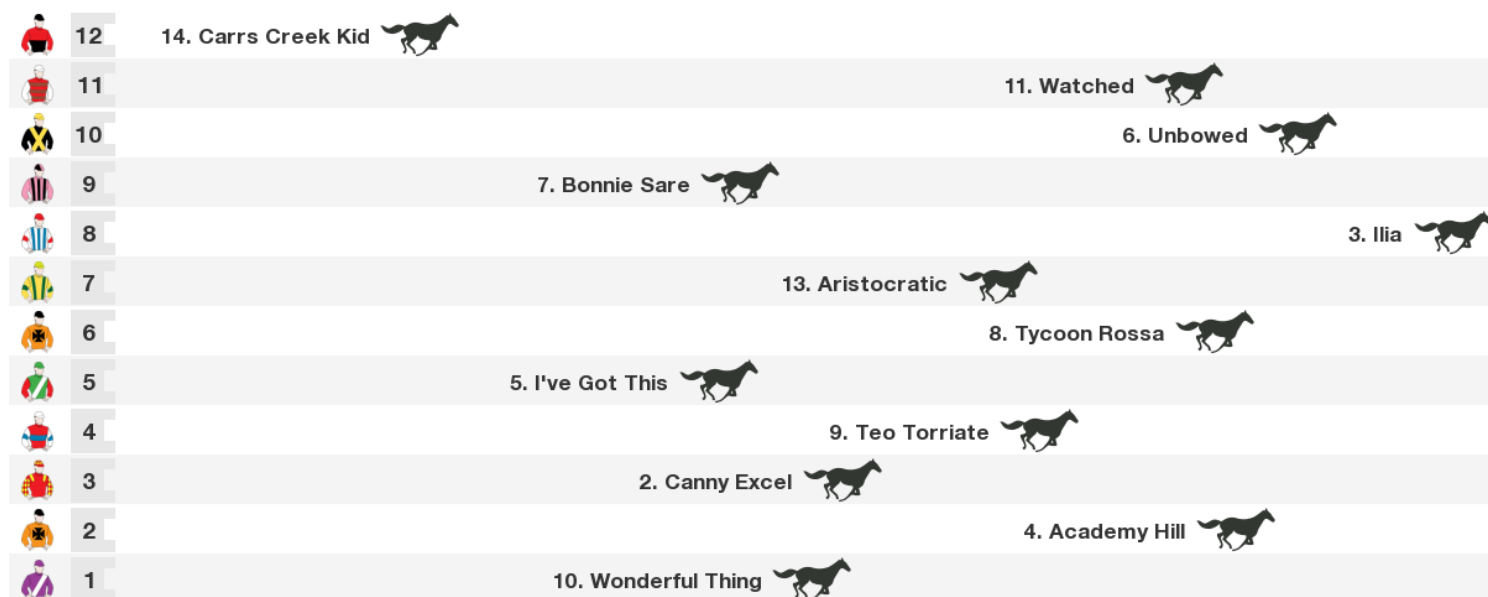 12 14. Carrs Creek Kid
11 11. Watched
10 6. Unbowed
9 7. Bonnie Sare
8 3. Ilia
7 13. Aristocratic
6 8. Tycoon Rossa
5 5. I've Got This
4 9. Teo Torriate
3 2. Canny Excel
2 4. Academy Hill
1 10. Wonderful Thing